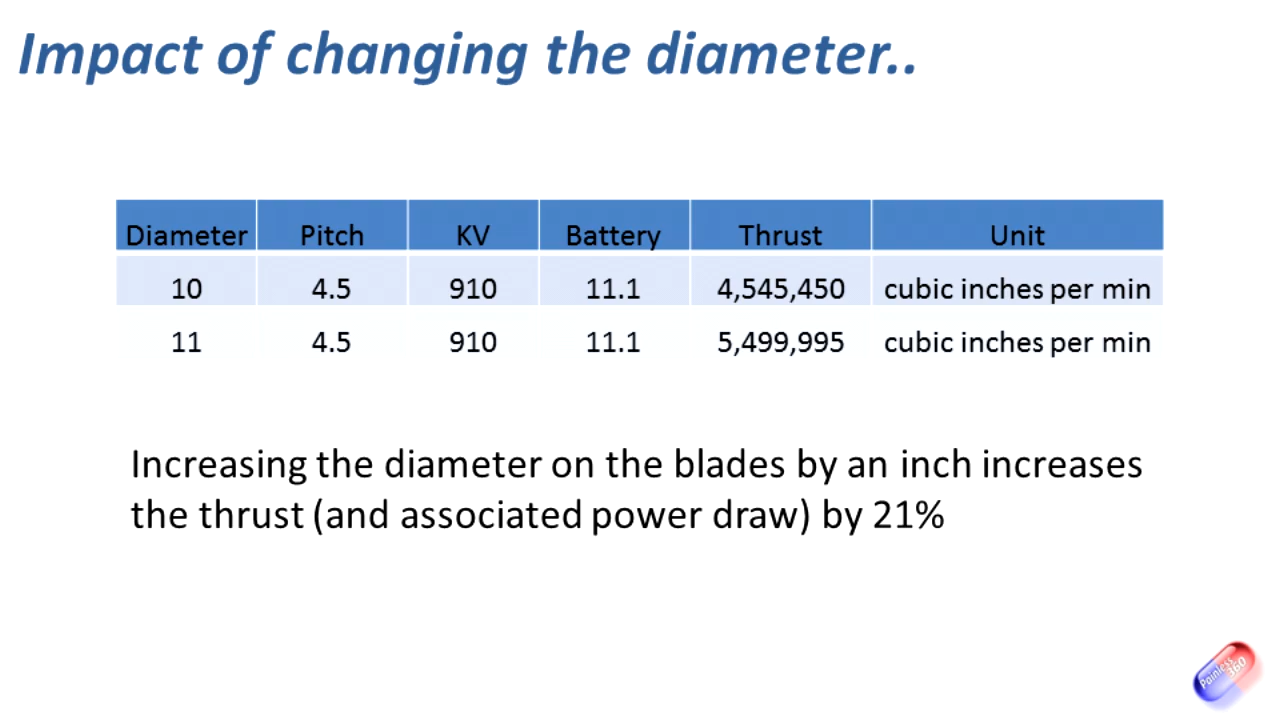 Impact of changing the diameter..
Diameter Pitch KV Battery Thrust Unit
10 4.5 910 11.1 4,545,450 cubic inches per min
11 4.5 910 11.1 5,499,995 cubic inches per min
Increasing the diameter on the blades by an inch increases
the thrust (and associated power draw) by 21%
Painless
360